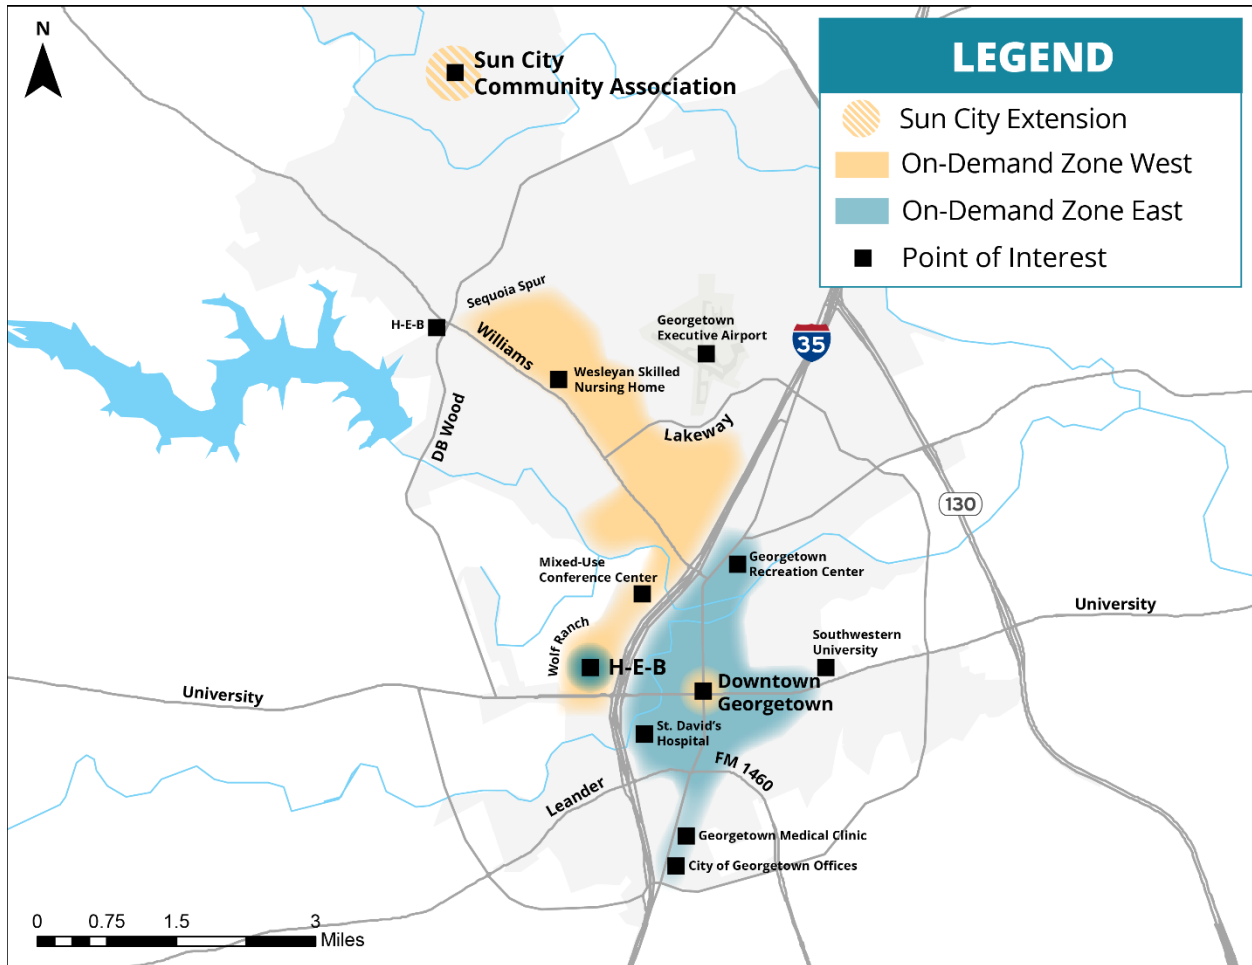 N
Sun City
Community Association
LEGEND
Sun City Extension
On-Demand Zone West
On-Demand Zone East
Point of Interest
Sequoia Spur
H-E-B
Williams
Georgetown
Executive Airport
35
Wesleyan Skilled
Nursing Home
DB Wood
Lakeway
130
Mixed-Use
Conference Center
Georgetown
Recreation Center
University
Wolf Ranch
Southwestern
University
H-E-B
University
Downtown
Georgetown
St. David's
Hospital
FM 1460
Leander
Georgetown Medical Clinic
City of Georgetown Offices
0 0.75 1.5 3
Miles